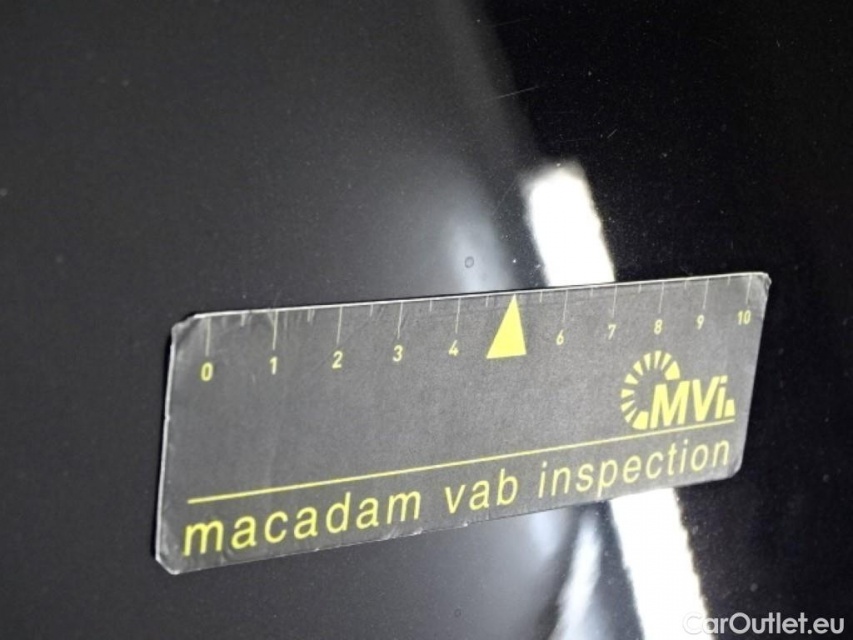 0 1 2 3 4 6 7 8 9 10
MVi
macadam vab inspection
CarOutlet.eu